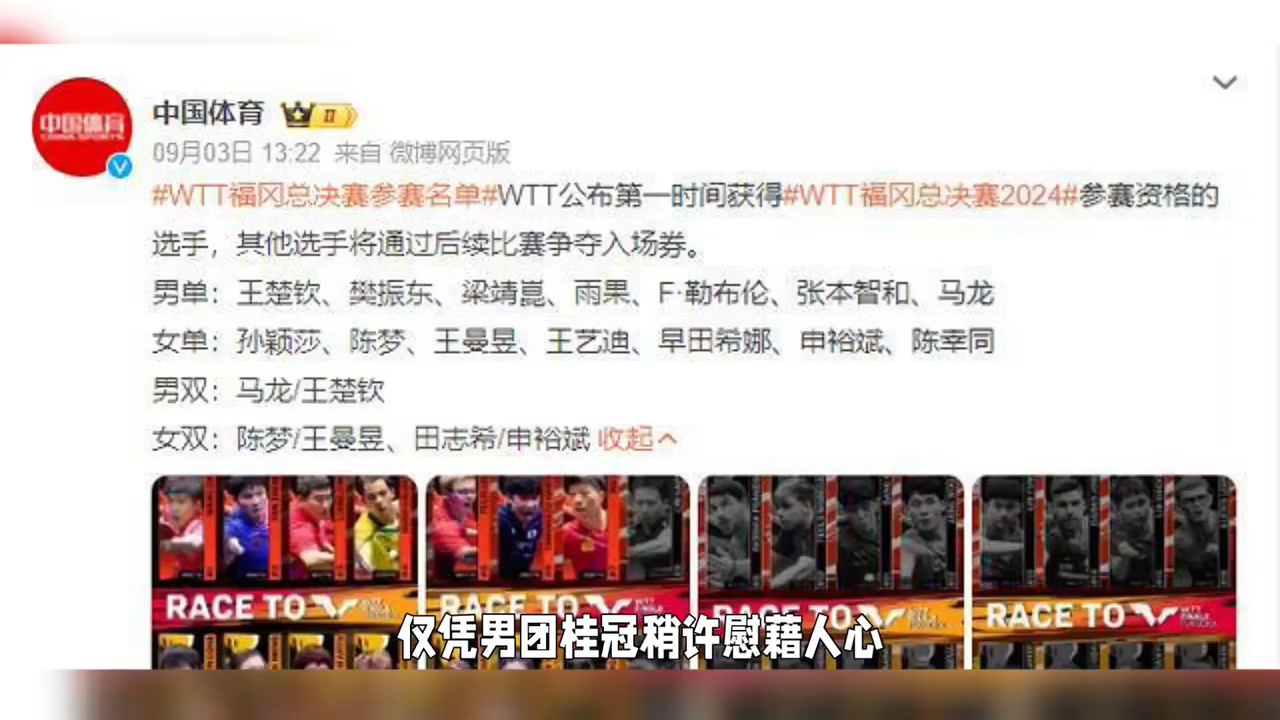 中国体育
CHINA SPORTS
中国体育
II
09月03日 13:22 来自 微博网页版
#WTT福冈总决赛参赛名单#WTT公布第一时间获得#WTT福冈总决赛2024#参赛资格的
选手，其他选手将通过后续比赛争夺入场券。
男单：王楚钦、樊振东、梁靖崑、雨果、F·勒布伦、张本智和、马龙
女单：孙颖莎、陈梦、王曼昱、王艺迪、早田希娜、申裕斌、陈幸同
男双：马龙/王楚钦
女双：陈梦/王曼昱、田志希/申裕斌 收起
RACE TO
RACE TO
RACE TO
RACE TO
仅凭男团桂冠稍许慰藉人心